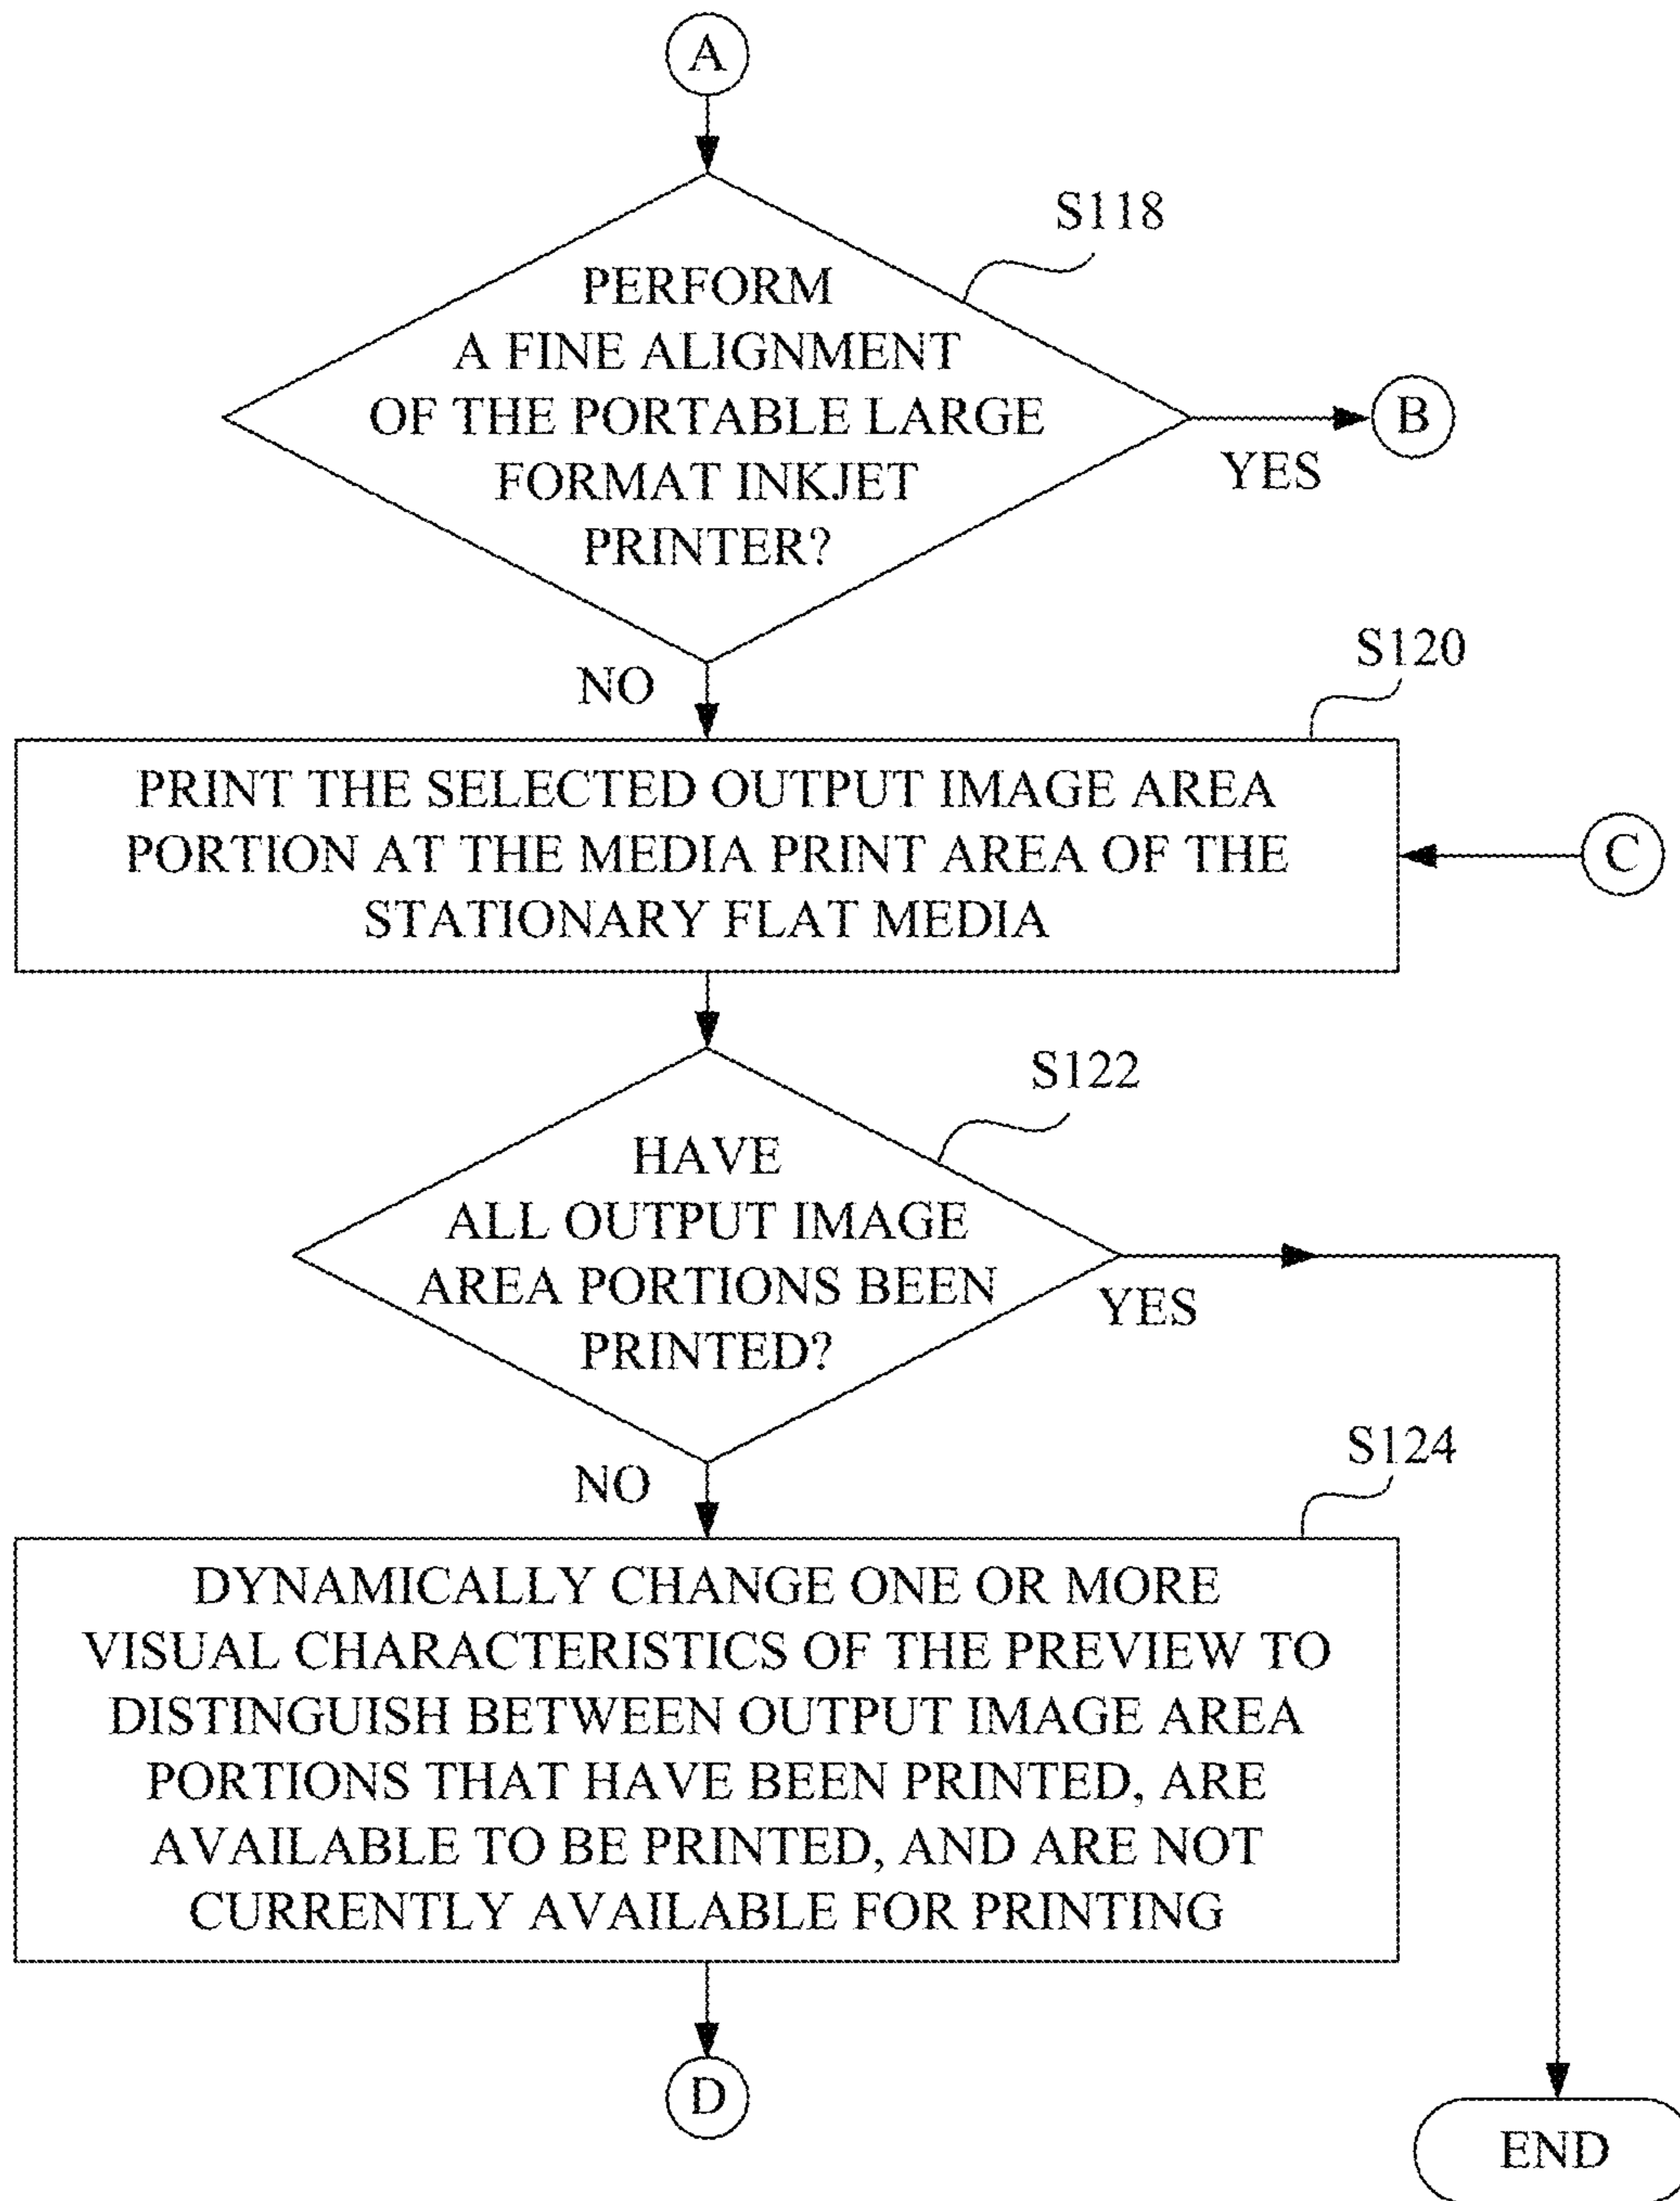 A
S118
PERFORM
A FINE ALIGNMENT
OF THE PORTABLE LARGE
FORMAT INKJET
PRINTER?
YES
B
NO
S120
PRINT THE SELECTED OUTPUT IMAGE AREA
PORTION AT THE MEDIA PRINT AREA OF THE
STATIONARY FLAT MEDIA
C
S122
HAVE
ALL OUTPUT IMAGE
AREA PORTIONS BEEN
PRINTED?
YES
NO
S124
DYNAMICALLY CHANGE ONE OR MORE
VISUAL CHARACTERISTICS OF THE PREVIEW TO
DISTINGUISH BETWEEN OUTPUT IMAGE AREA
PORTIONS THAT HAVE BEEN PRINTED, ARE
AVAILABLE TO BE PRINTED, AND ARE NOT
CURRENTLY AVAILABLE FOR PRINTING
D
END